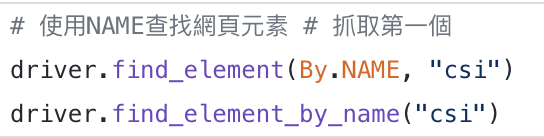 # 使用NAME查找網頁元素 # 抓取第一個
driver.find_element(By.NAME, "csi")
driver.find_element_by_name("csi")